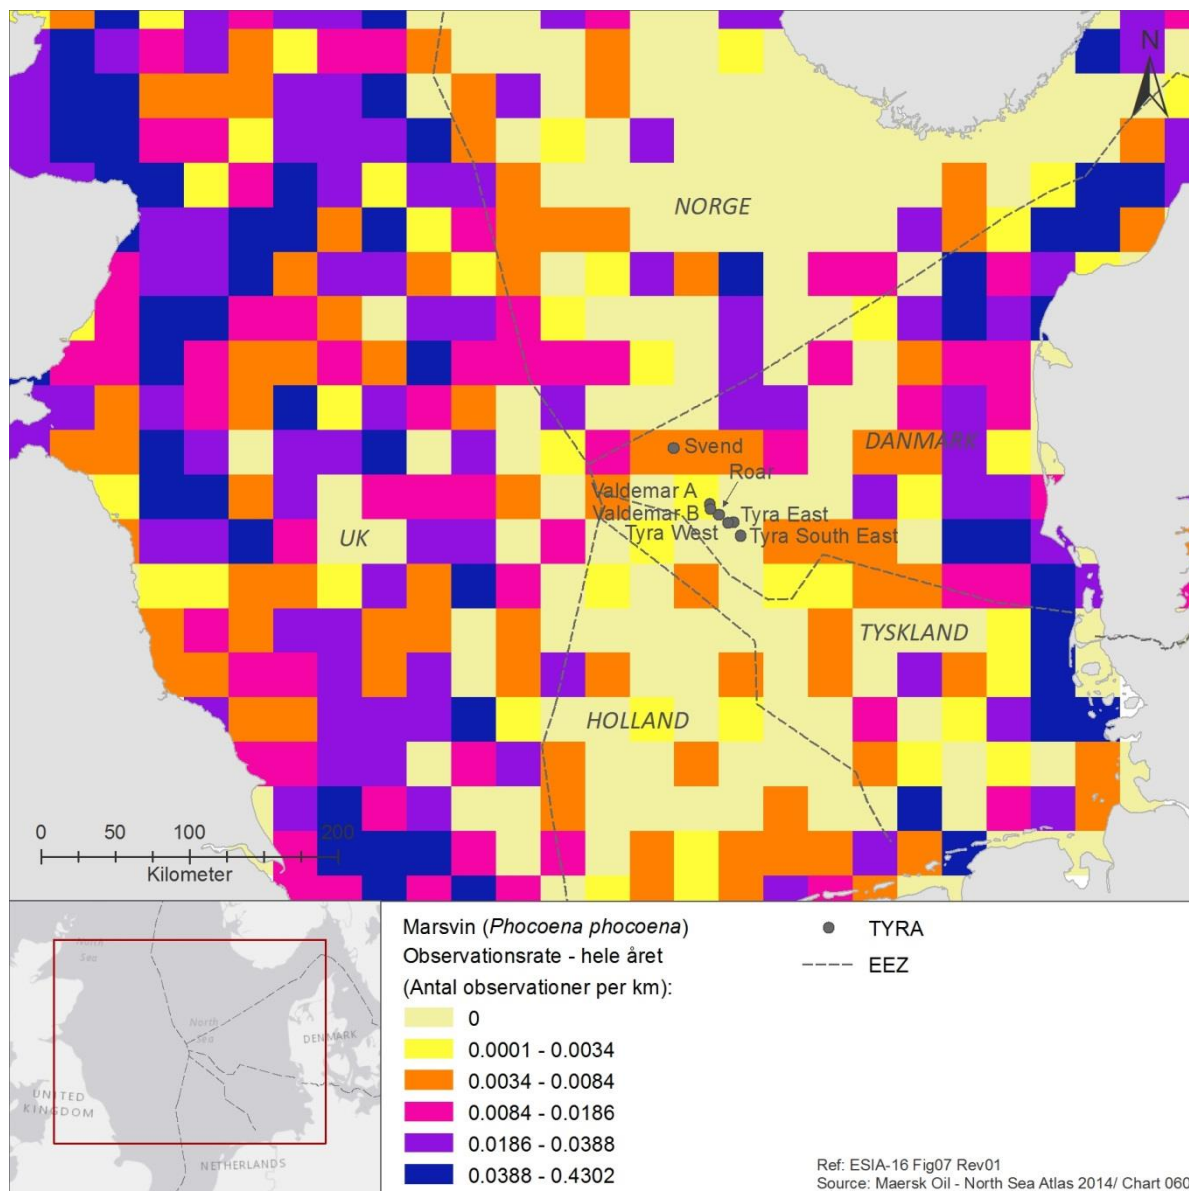 N
NORGE
DANMARK
Svend
Roar
Valdemar A
Valdemar B
Tyra East
Tyra West
Tyra South East
UK
TYSKLAND
HOLLAND
0 50 100 200
Kilometer
North
Sea
North
Sea
DENMARK
UNITED
KINGDOM
NETHERLANDS
Marsvin (Phocoena phocoena)
Observationsrate - hele året
(Antal observationer per km):
0
0.0001 - 0.0034
0.0034 - 0.0084
0.0084 - 0.0186
0.0186 - 0.0388
0.0388 - 0.4302
TYRA
EEZ
Ref: ESIA-16 Fig07 Rev01
Source: Maersk Oil - North Sea Atlas 2014/ Chart 060